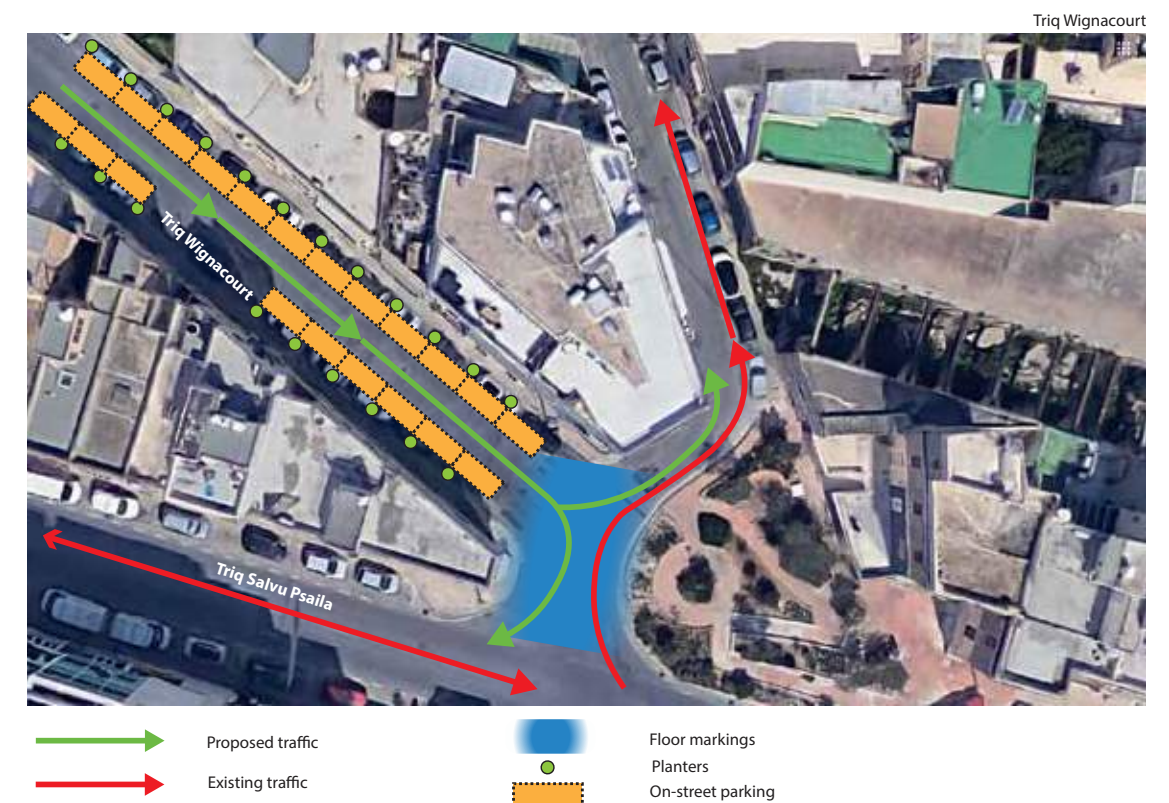 Triq Wignacourt
Triq Wignacourt
Triq Salvu Psaila
Proposed traffic
Existing traffic
Floor markings
Planters
On-street parking